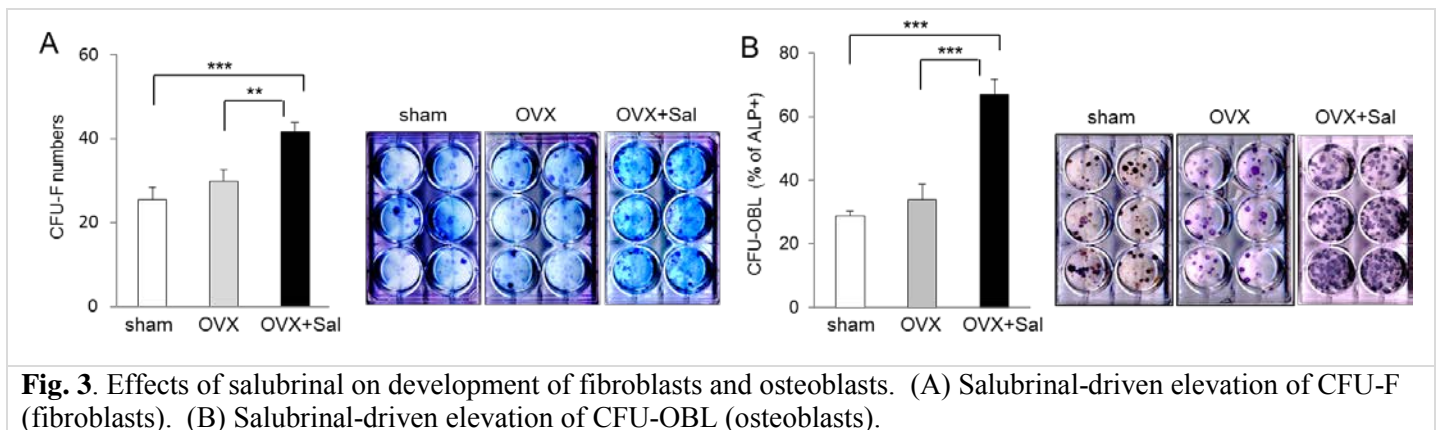 A
60
***
**
40
20
0
CFU-F numbers
sham OVX OVX+Sal
sham OVX OVX+Sal
B
80
***
***
60
40
20
0
CFU-OBL (% of ALP+)
sham OVX OVX+Sal
sham OVX OVX+Sal
Fig. 3. Effects of salubrinal on development of fibroblasts and osteoblasts. (A) Salubrinal-driven elevation of CFU-F
(fibroblasts). (B) Salubrinal-driven elevation of CFU-OBL (osteoblasts).